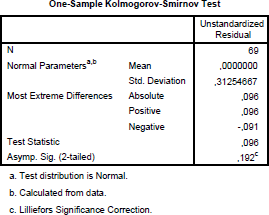 One-Sample Kolmogorov-Smirnov Test
Unstandardized
Residual
N 69
Normal Parametersa,b Mean ,0000000
Std. Deviation ,31254667
Most Extreme Differences Absolute ,096
Positive ,096
Negative -,091
Test Statistic ,096
Asymp. Sig. (2-tailed) ,192c
a. Test distribution is Normal.
b. Calculated from data.
c. Lilliefors Significance Correction.